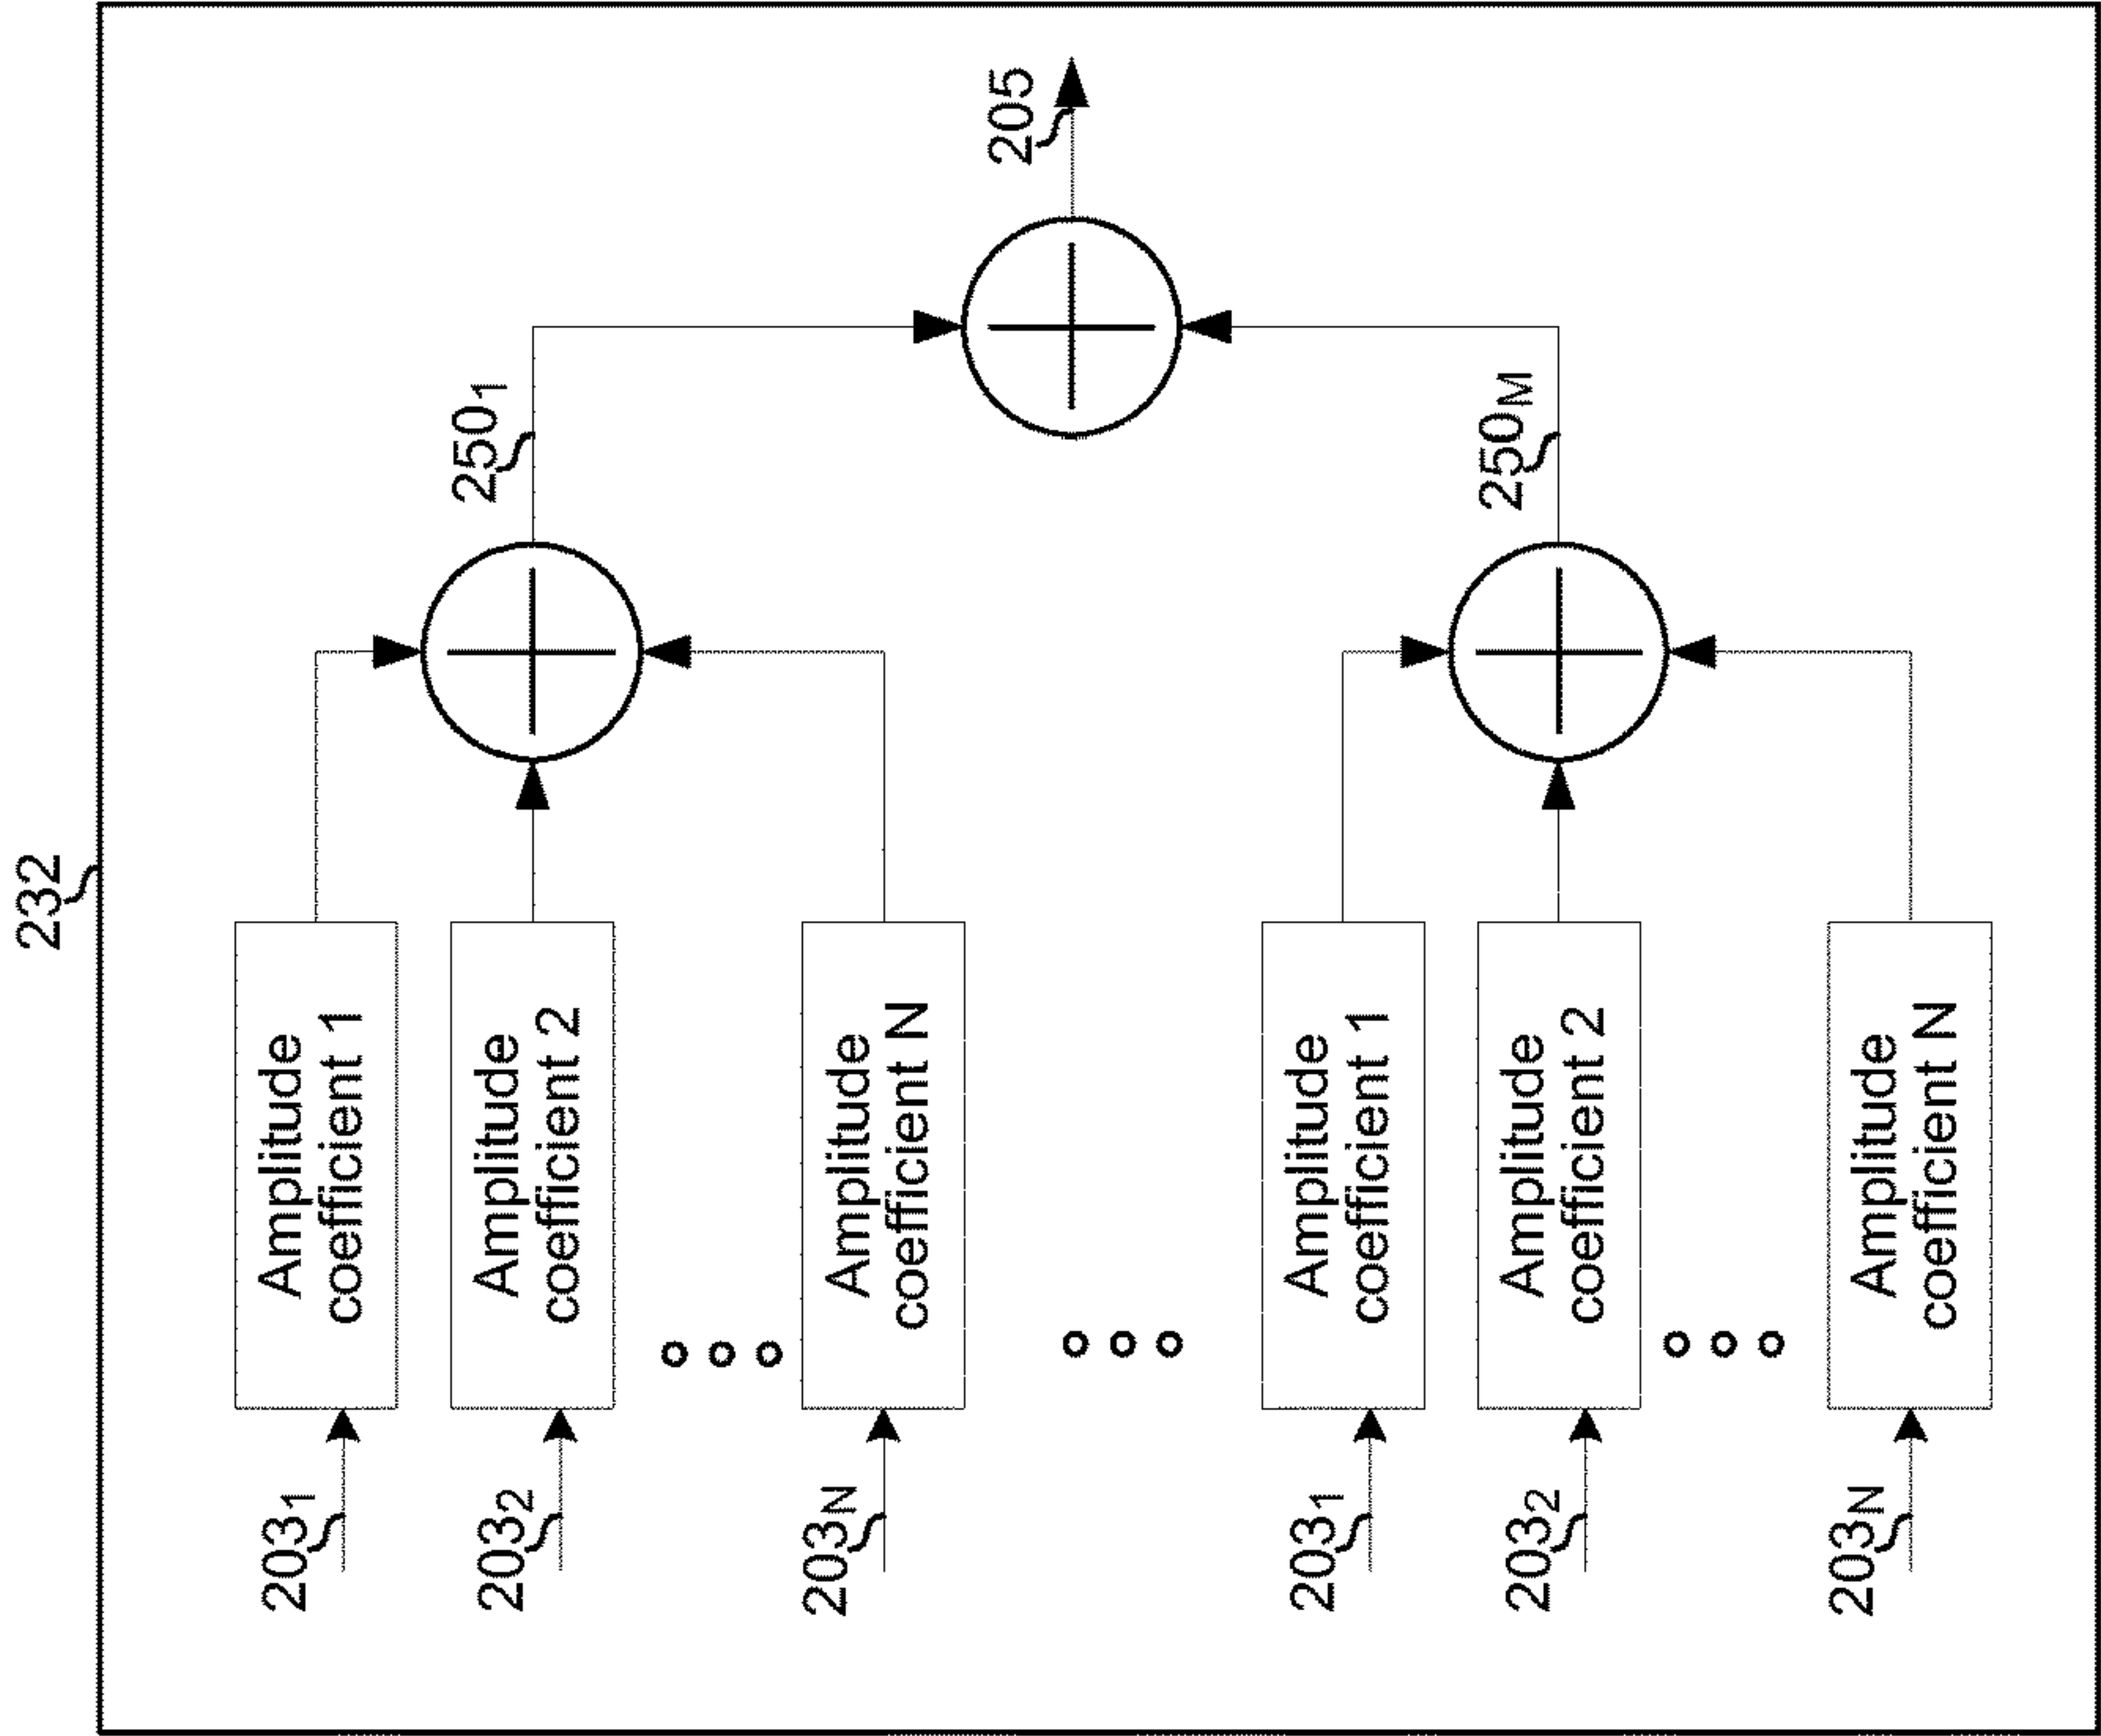 232
203₁
Amplitude
coefficient 1
203₂
Amplitude
coefficient 2
203N
Amplitude
coefficient N
250₁
205
203₁
Amplitude
coefficient 1
203₂
Amplitude
coefficient 2
203N
Amplitude
coefficient N
250M